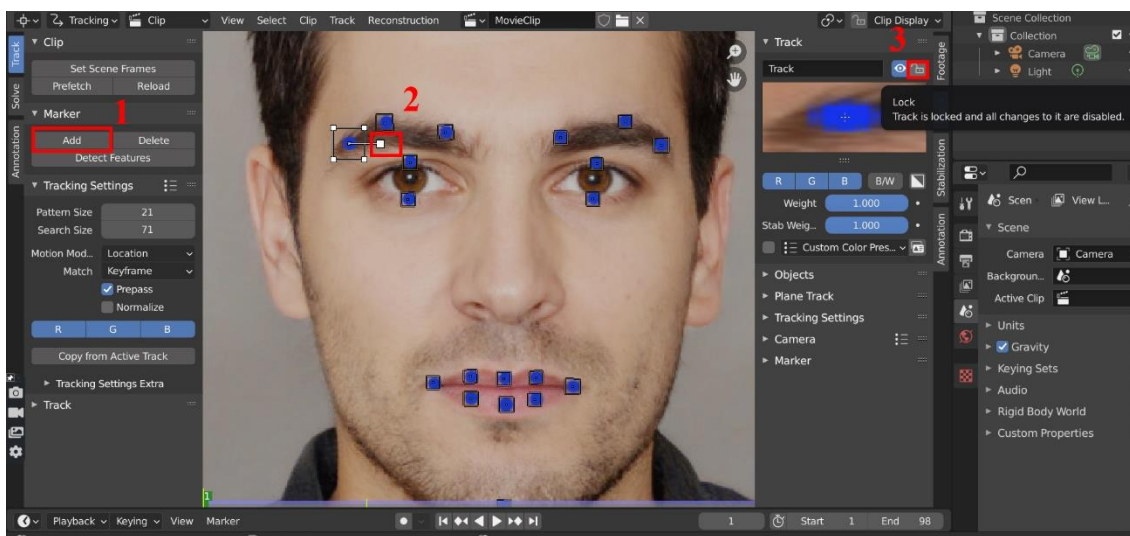 Tracking Clip View Select Clip Track Reconstruction MovieClip Clip Display
Track
Solve
Annotation
Clip
Set Scene Frames
Prefetch Reload
1
Marker
Add Delete
Detect Features
Tracking Settings
Pattern Size 21
Search Size 71
Motion Mod... Location
Match Keyframe
Prepass
Normalize
R G B
Copy from Active Track
Tracking Settings Extra
Track
2
1
3
Track
Track
Lock
Track is locked and all changes to it are disabled.
R G B B/W
Weight 1.000
Stab Weig... 1.000
Custom Color Pres...
Objects
Plane Track
Tracking Settings
Camera
Marker
Footage
Stabilization
Annotation
Scene Collection
Collection
Camera
Light
Scen View L...
Scene
Camera Camera
Backgroun...
Active Clip
Units
Gravity
Keying Sets
Audio
Rigid Body World
Custom Properties
Playback Keying View Marker 1 Start 1 End 98